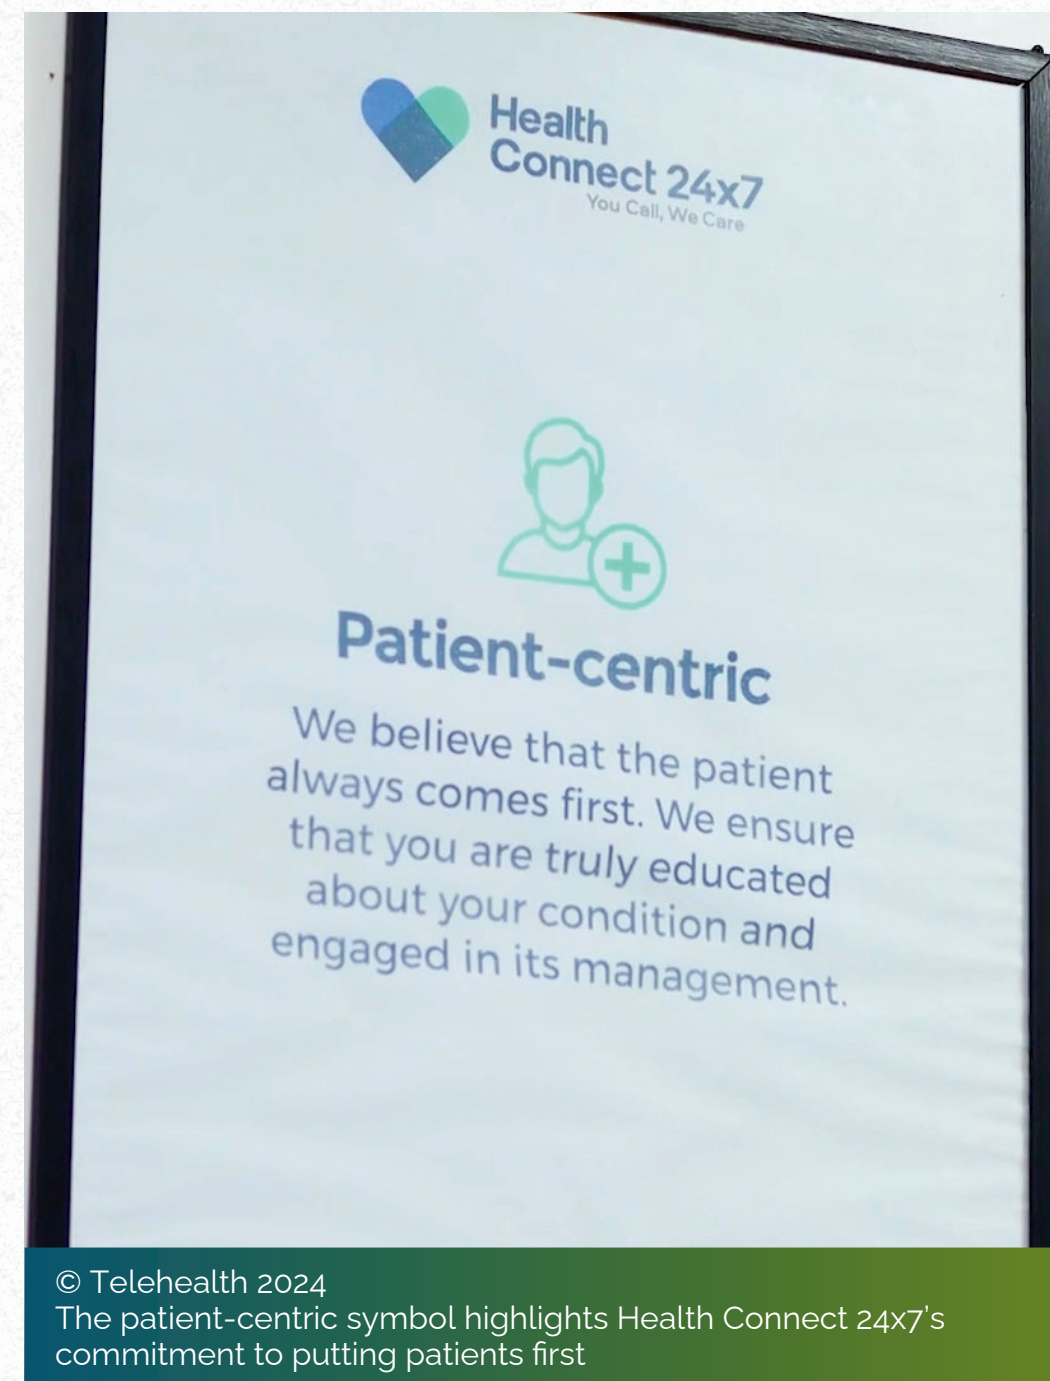 Health
Connect 24x7
You Call, We Care
Patient-centric
We believe that the patient
always comes first. We ensure
that you are truly educated
about your condition and
engaged in its management.
© Telehealth 2024
The patient-centric symbol highlights Health Connect 24x7’s
commitment to putting patients first